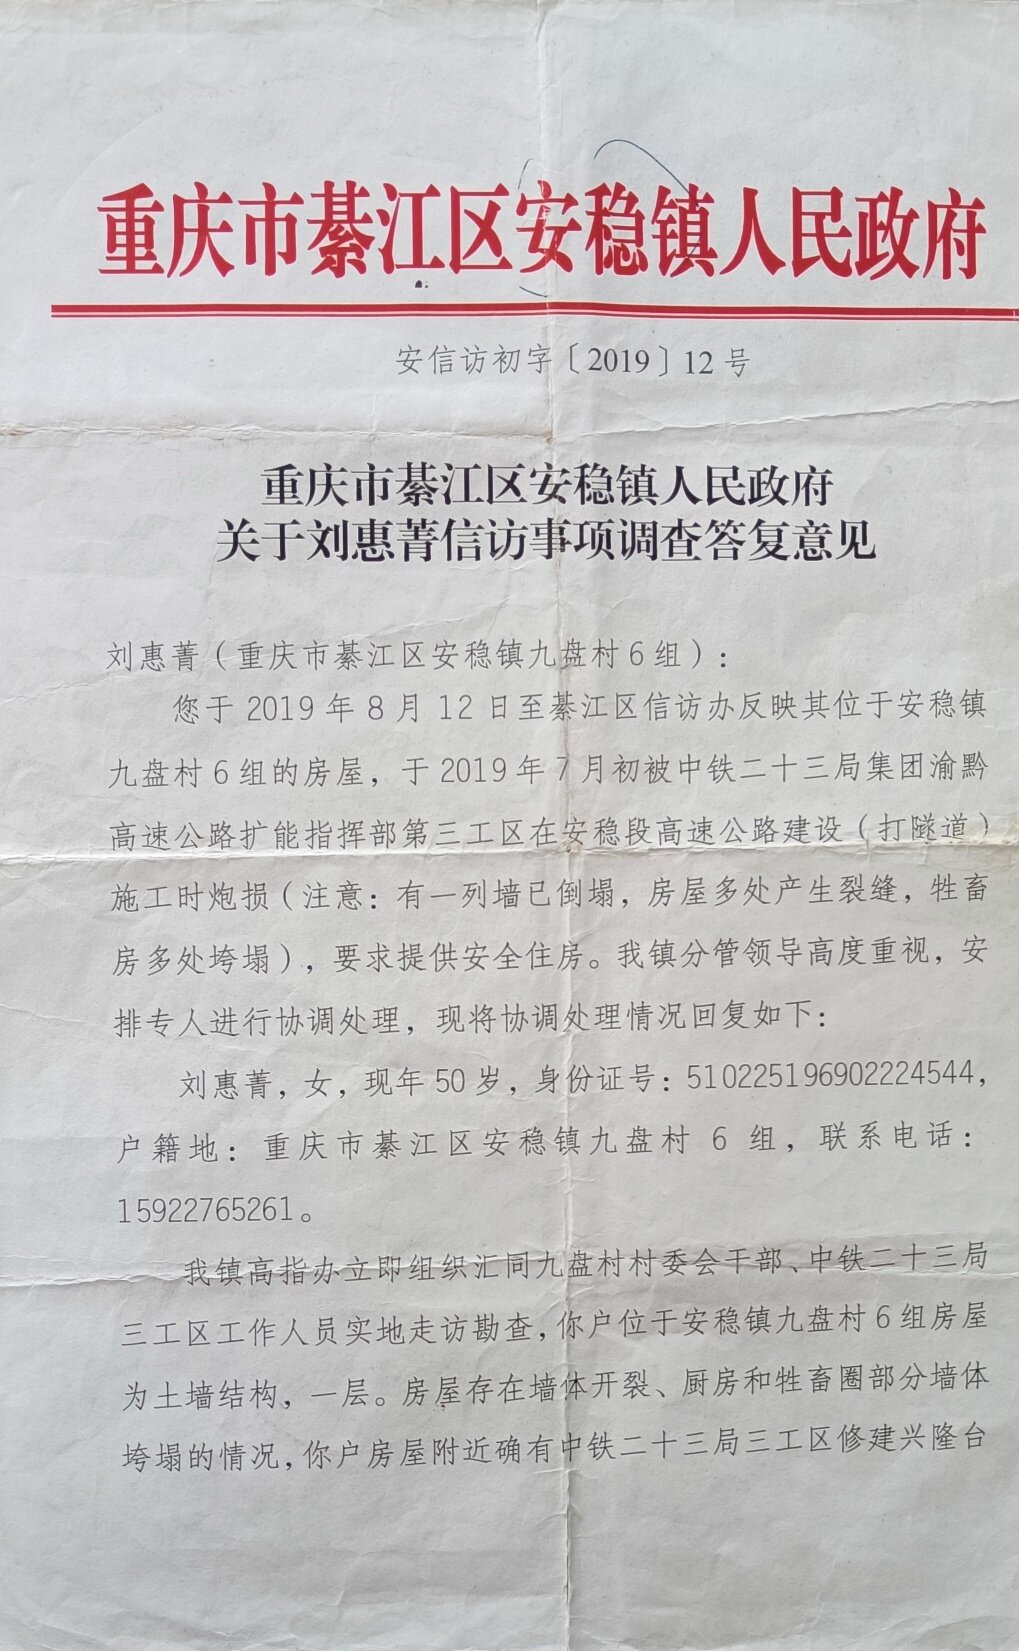 重庆市綦江区安稳镇人民政府
安信访初字〔2019〕12号
重庆市綦江区安稳镇人民政府
关于刘惠菁信访事项调查答复意见
刘惠菁（重庆市綦江区安稳镇九盘村6组）：
您于2019年8月12日至綦江区信访办反映其位于安稳镇
九盘村6组的房屋，于2019年7月初被中铁二十三局集团渝黔
高速公路扩能指挥部第三工区在安稳段高速公路建设（打隧道）
施工时炮损（注意：有一列墙已倒塌，房屋多处产生裂缝，牲畜
房多处垮塌），要求提供安全住房。我镇分管领导高度重视，安
排专人进行协调处理，现将协调处理情况回复如下：
刘惠菁，女，现年50岁，身份证号：510225196902224544，
户籍地：重庆市綦江区安稳镇九盘村6组，联系电话：
15922765261。
我镇高指办立即组织汇同九盘村村委会干部、中铁二十三局
三工区工作人员实地走访勘查，你户位于安稳镇九盘村6组房屋
为土墙结构，一层。房屋存在墙体开裂、厨房和牲畜圈部分墙体
垮塌的情况，你户房屋附近确有中铁二十三局三工区修建兴隆台